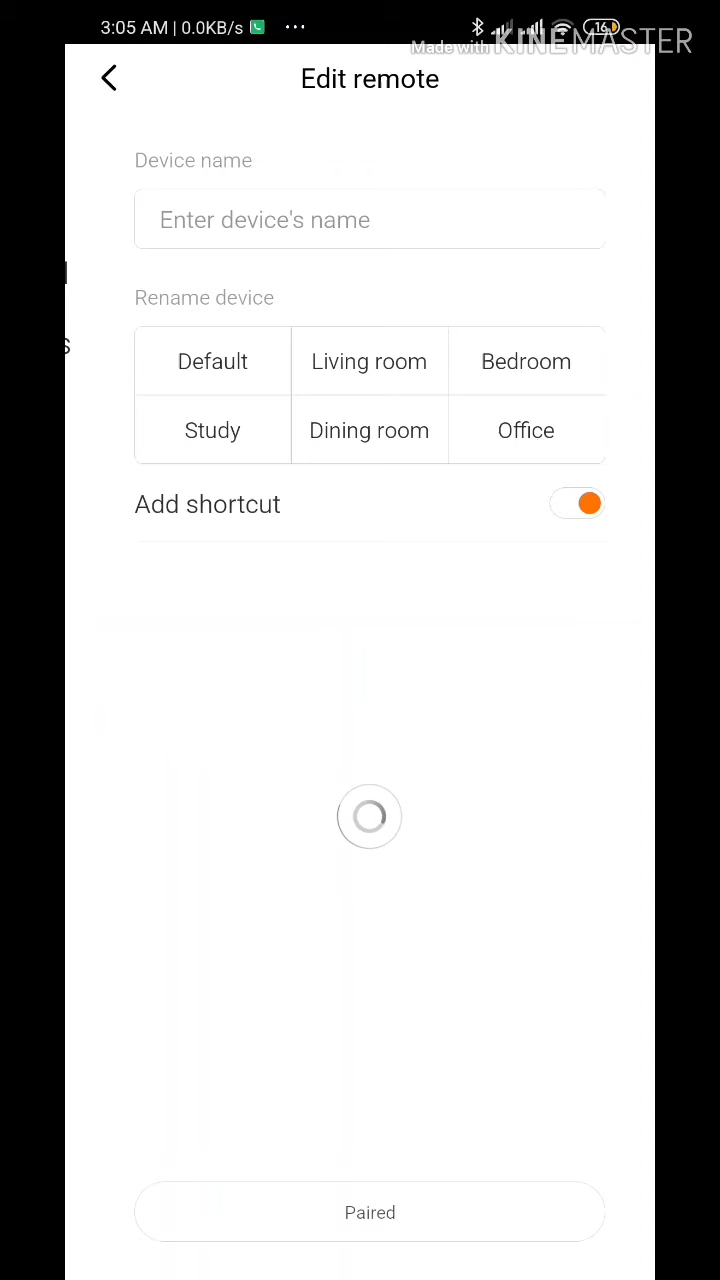 3:05 AM | 0.0KB/s ...
16
Made with KINEMASTER
Edit remote
Device name
Enter device's name
Rename device
s
Default Living room Bedroom
Study Dining room Office
Add shortcut
Paired